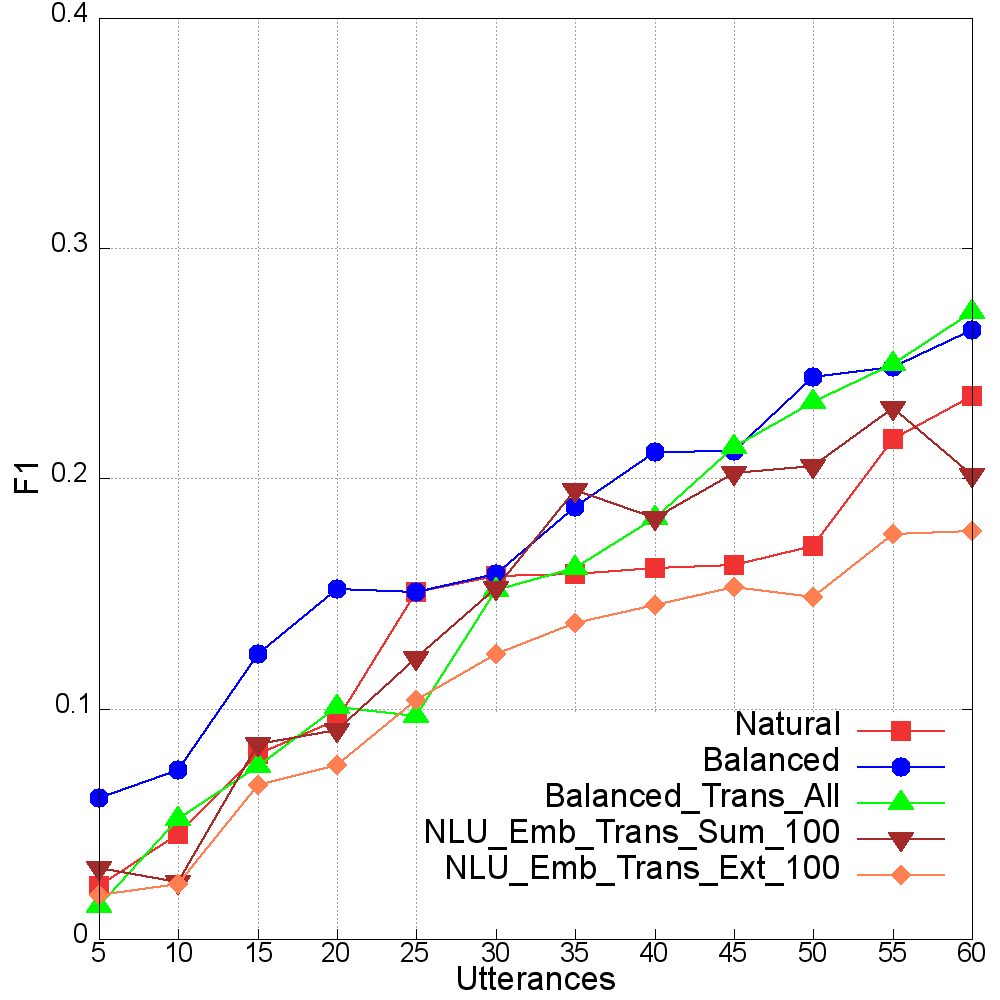 0.4
0.3
0.2
0.1
0
F1
Natural
Balanced
Balanced_Trans_All
NLU_Emb_Trans_Sum_100
NLU_Emb_Trans_Ext_100
5 10 15 20 25 30 35 40 45 50 55 60
Utterances